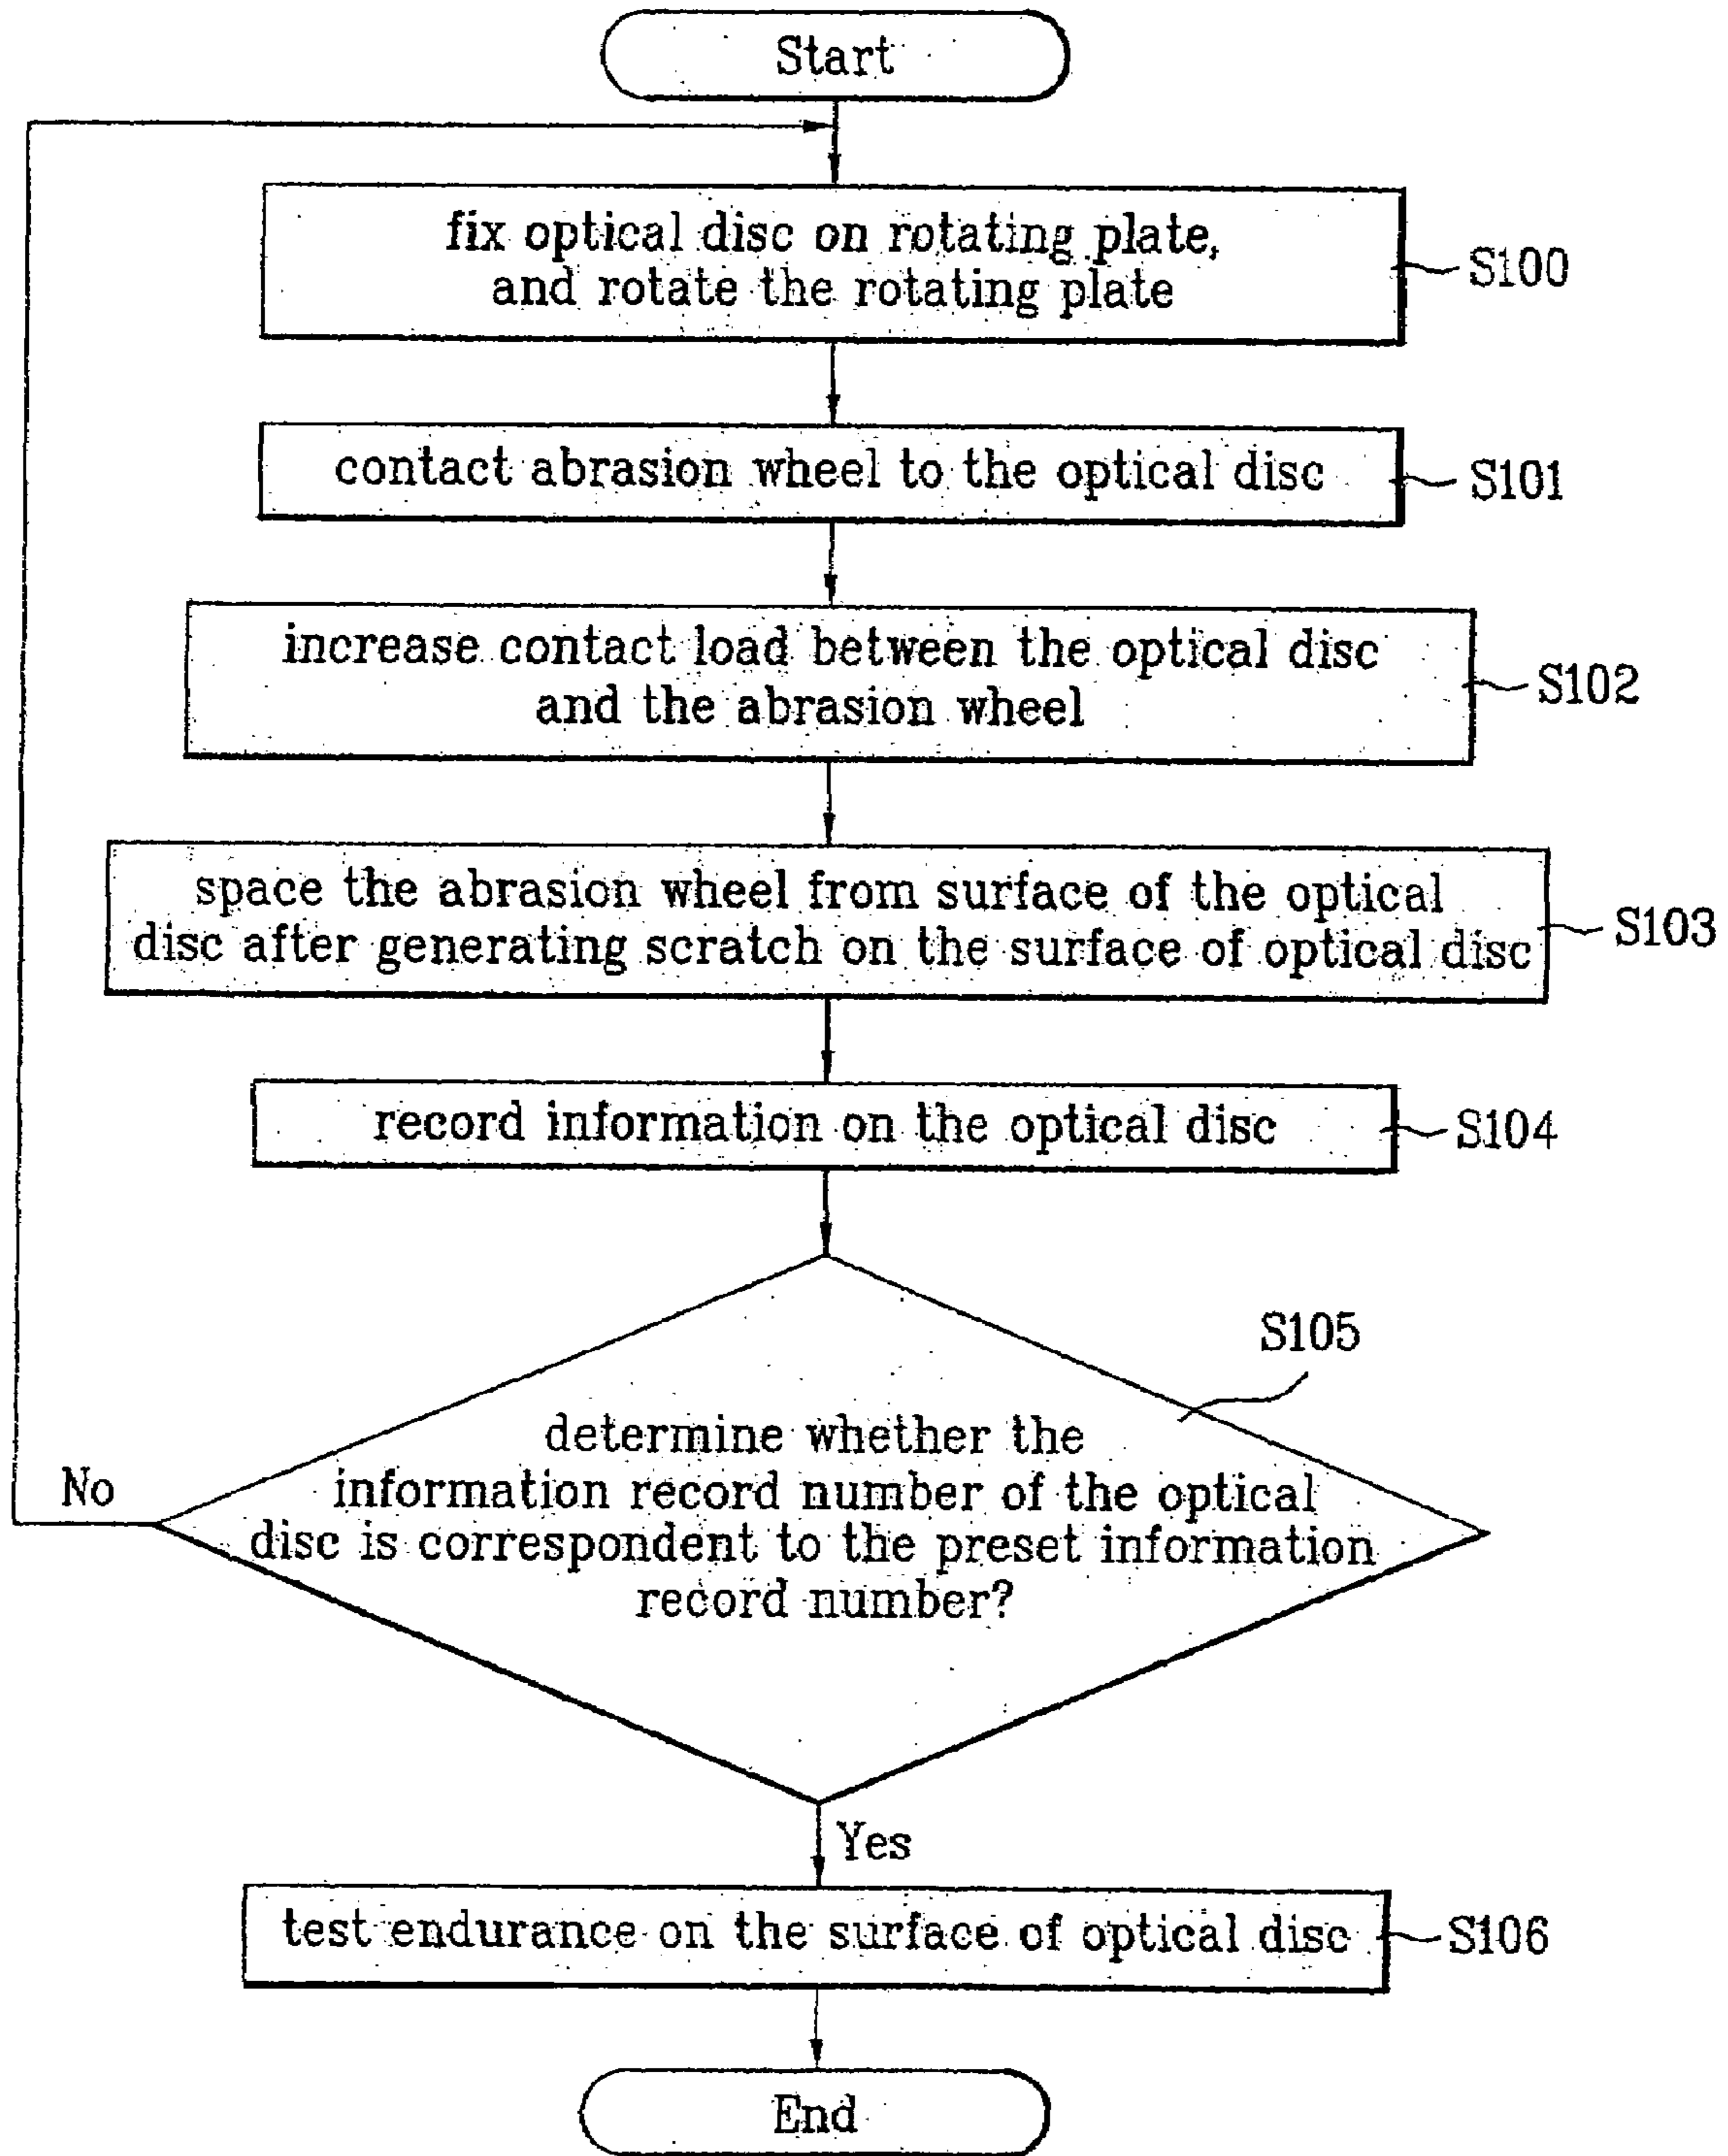 Start
fix optical disc on rotating plate,
and rotate the rotating plate
S100
contact abrasion wheel to the optical disc
S101
increase contact load between the optical disc
and the abrasion wheel
S102
space the abrasion wheel from surface of the optical
disc after generating scratch on the surface of optical disc
S103
record information on the optical disc
S104
S105
determine whether the
information record number of the optical
disc is correspondent to the preset information
record number?
No
Yes
test endurance on the surface of optical disc
S106
End